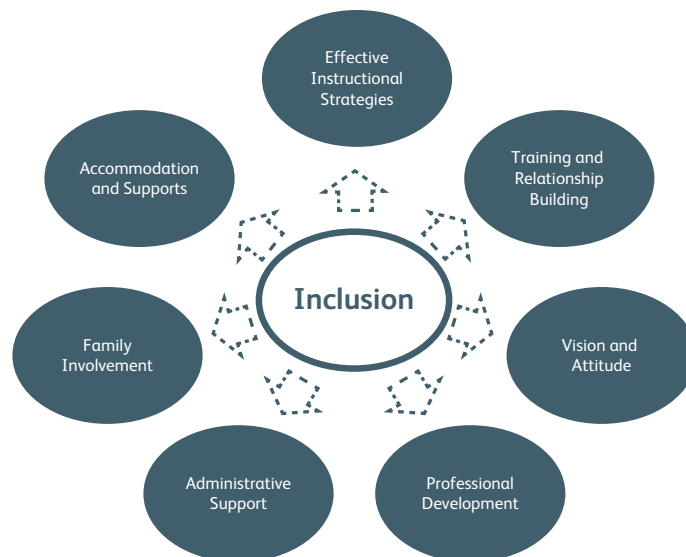 Effective
Instructional
Strategies
Accommodation
and Supports
Training and
Relationship
Building
Inclusion
Family
Involvement
Vision and
Attitude
Administrative
Support
Professional
Development